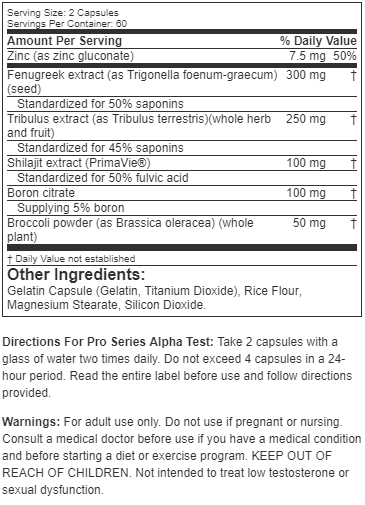 Serving Size: 2 Capsules
Servings Per Container: 60
Amount Per Serving % Daily Value
Zinc (as zinc gluconate) 7.5 mg 50%
Fenugreek extract (as Trigonella foenum-graecum) 300 mg †
(seed)
Standardized for 50% saponins
Tribulus extract (as Tribulus terrestris)(whole herb 250 mg †
and fruit)
Standardized for 45% saponins
Shilajit extract (PrimaVie®) 100 mg †
Standardized for 50% fulvic acid
Boron citrate 100 mg †
Supplying 5% boron
Broccoli powder (as Brassica oleracea) (whole 50 mg †
plant)
† Daily Value not established
Other Ingredients:
Gelatin Capsule (Gelatin, Titanium Dioxide), Rice Flour,
Magnesium Stearate, Silicon Dioxide.
Directions For Pro Series Alpha Test: Take 2 capsules with a
glass of water two times daily. Do not exceed 4 capsules in a 24-
hour period. Read the entire label before use and follow directions
provided.
Warnings: For adult use only. Do not use if pregnant or nursing.
Consult a medical doctor before use if you have a medical condition
and before starting a diet or exercise program. KEEP OUT OF
REACH OF CHILDREN. Not intended to treat low testosterone or
sexual dysfunction.